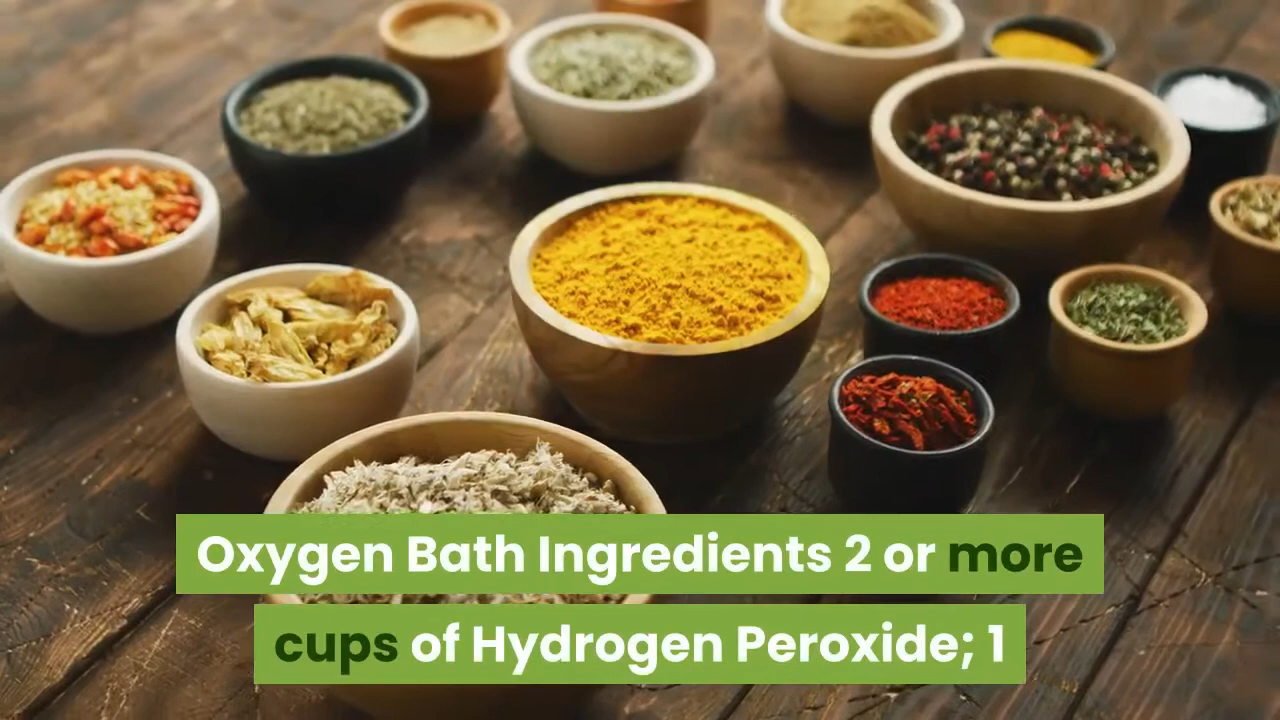 Oxygen Bath Ingredients 2 or more
cups of Hydrogen Peroxide; 1